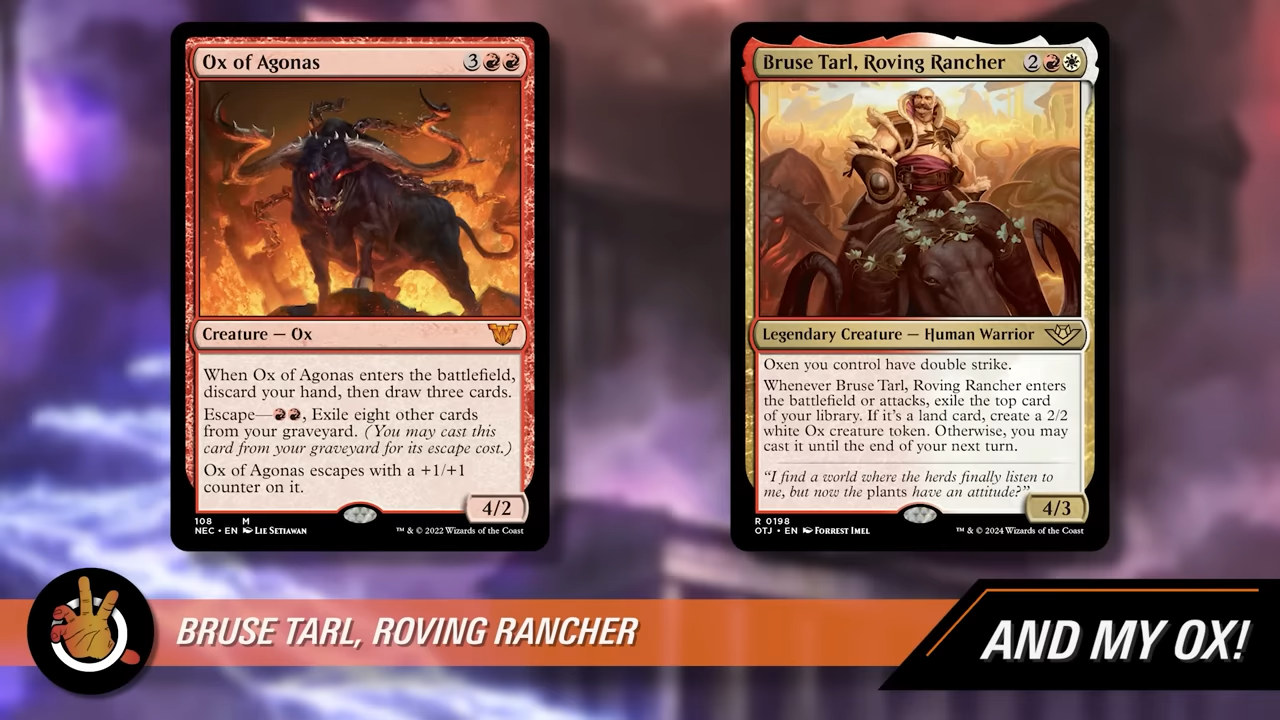 Ox of Agonas
3
Creature — Ox
When Ox of Agonas enters the battlefield,
discard your hand, then draw three cards.
Escape—, Exile eight other cards
from your graveyard. (You may cast this
card from your graveyard for its escape cost.)
Ox of Agonas escapes with a +1/+1
counter on it.
4/2
108 M
NEC • EN LIE SETIAWAN
™ & © 2022 Wizards of the Coast
Bruse Tarl, Roving Rancher
2
Legendary Creature — Human Warrior
Oxen you control have double strike.
Whenever Bruse Tarl, Roving Rancher enters
the battlefield or attacks, exile the top card
of your library. If it's a land card, create a 2/2
white Ox creature token. Otherwise, you may
cast it until the end of your next turn.
“I find a world where the herds finally listen to
me, but now the plants have an attitude?”
4/3
R 0198
OTJ • EN FORREST IMEL
™ & © 2024 Wizards of the Coast
BRUSE TARL, ROVING RANCHER
AND MY OX!